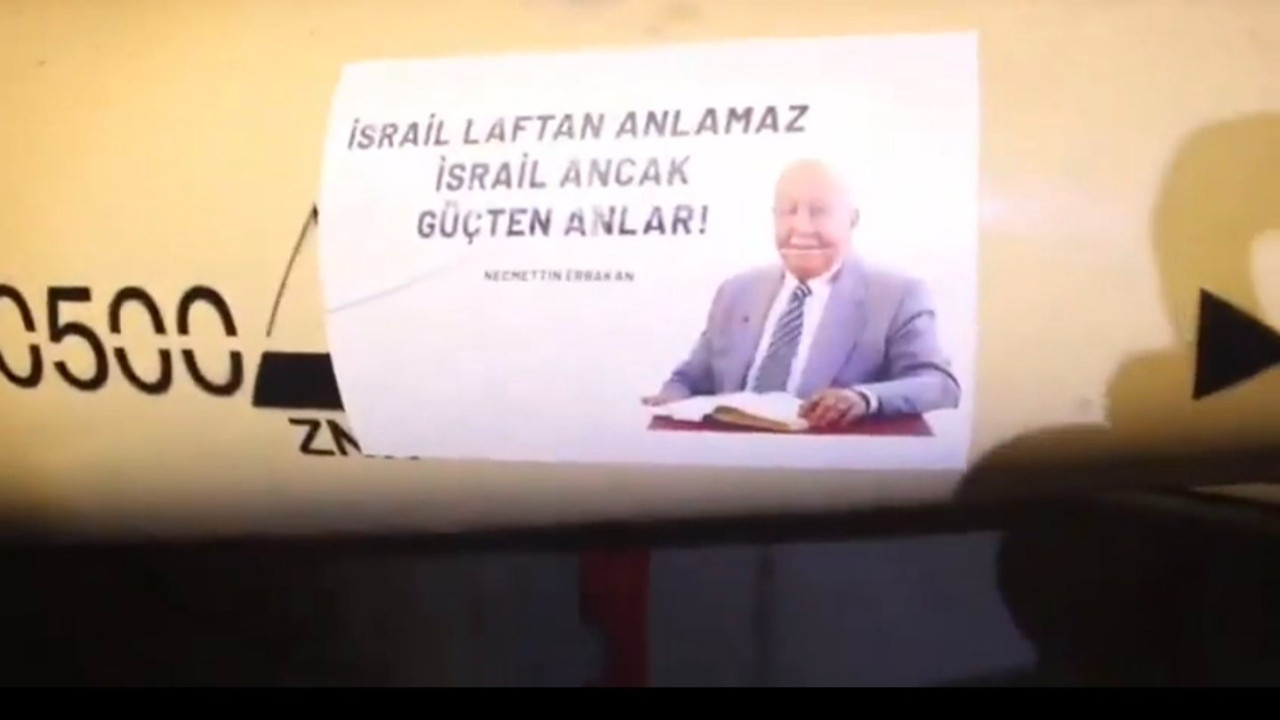 İSRAİL LAFTAN ANLAMAZ
İSRAİL ANCAK
GÜÇTEN ANLAR!
NECMETTİN ERBAKAN
0500